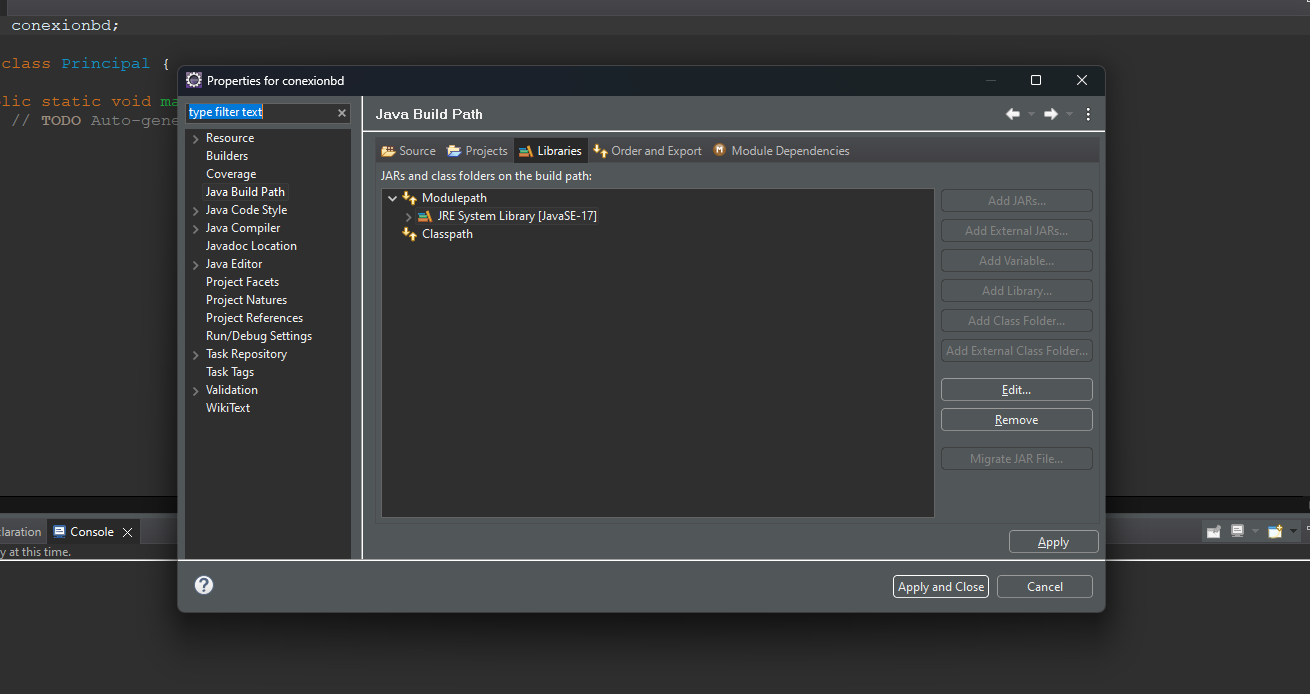 conexionbd;
class Principal {
lic static void ma
// TODO Auto-gene
Properties for conexionbd
type filter text
Resource
Builders
Coverage
Java Build Path
Java Code Style
Java Compiler
Javadoc Location
Java Editor
Project Facets
Project Natures
Project References
Run/Debug Settings
Task Repository
Task Tags
Validation
WikiText
Java Build Path
Source Projects Libraries Order and Export Module Dependencies
JARs and class folders on the build path:
Modulepath
JRE System Library [JavaSE-17]
Classpath
Add JARs...
Add External JARs...
Add Variable...
Add Library...
Add Class Folder...
Add External Class Folder...
Edit...
Remove
Migrate JAR File...
Apply
Apply and Close Cancel
laration Console
y at this time.